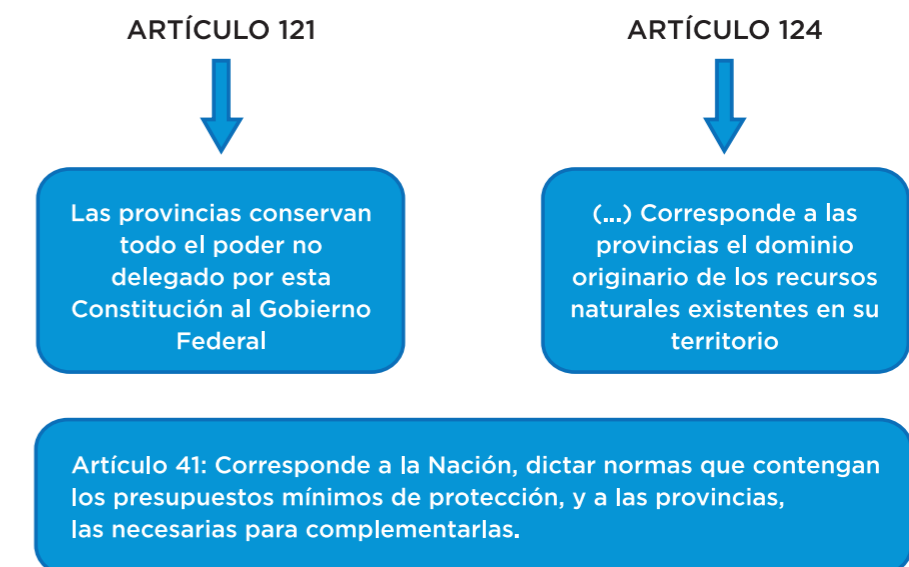 ARTÍCULO 121
Las provincias conservan
todo el poder no
delegado por esta
Constitución al Gobierno
Federal
ARTÍCULO 124
(...) Corresponde a las
provincias el dominio
originario de los recursos
naturales existentes en su
territorio
Artículo 41: Corresponde a la Nación, dictar normas que contengan
los presupuestos mínimos de protección, y a las provincias,
las necesarias para complementarlas.